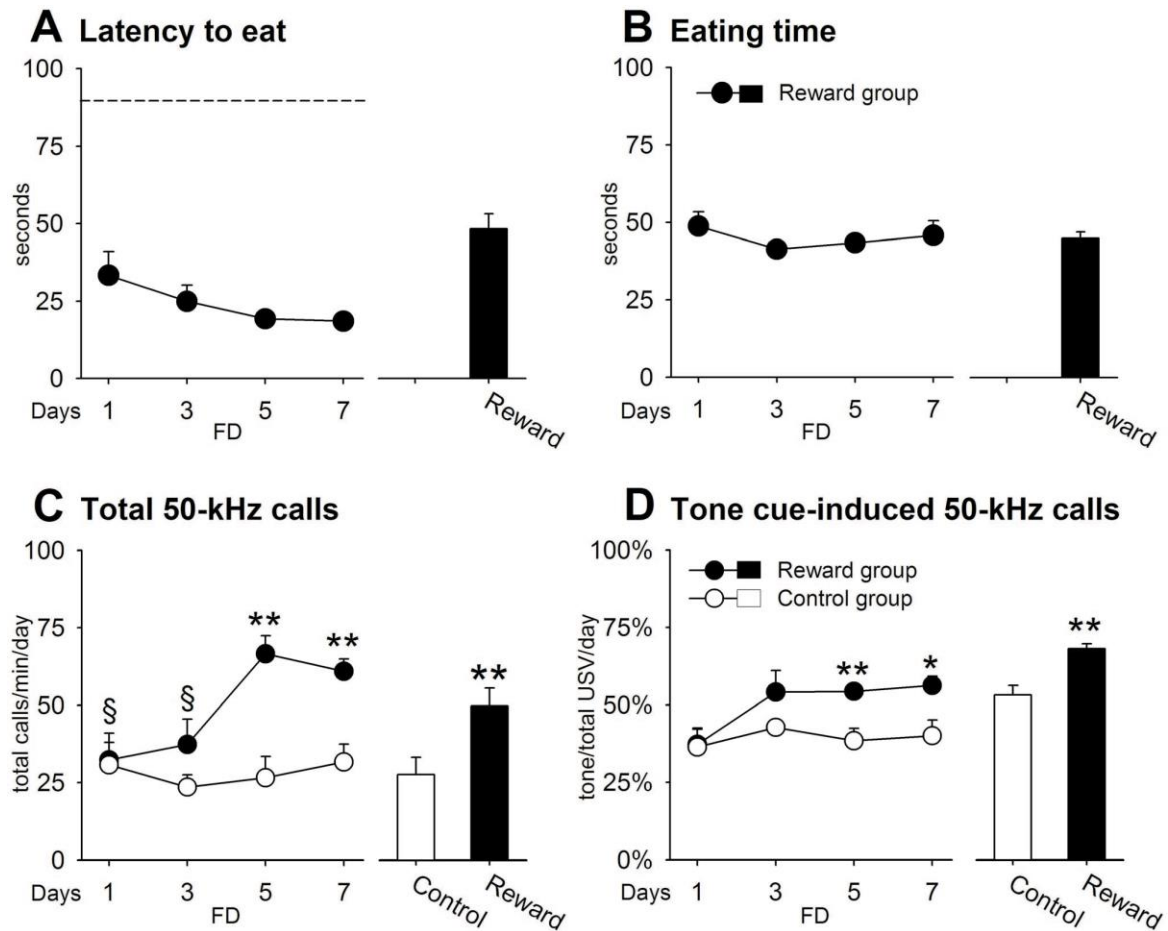 A Latency to eat
100
75
50
25
0
seconds
Days 1 3 5 7
FD
Reward
B Eating time
100
75
50
25
0
seconds
Reward group
Days 1 3 5 7
FD
Reward
C Total 50-kHz calls
100
75
50
25
0
total calls/min/day
§ § ** ** **
Days 1 3 5 7
FD
Control Reward
D Tone cue-induced 50-kHz calls
100%
75%
50%
25%
0%
tone/total USV/day
Reward group
Control group
** * **
Days 1 3 5 7
FD
Control Reward